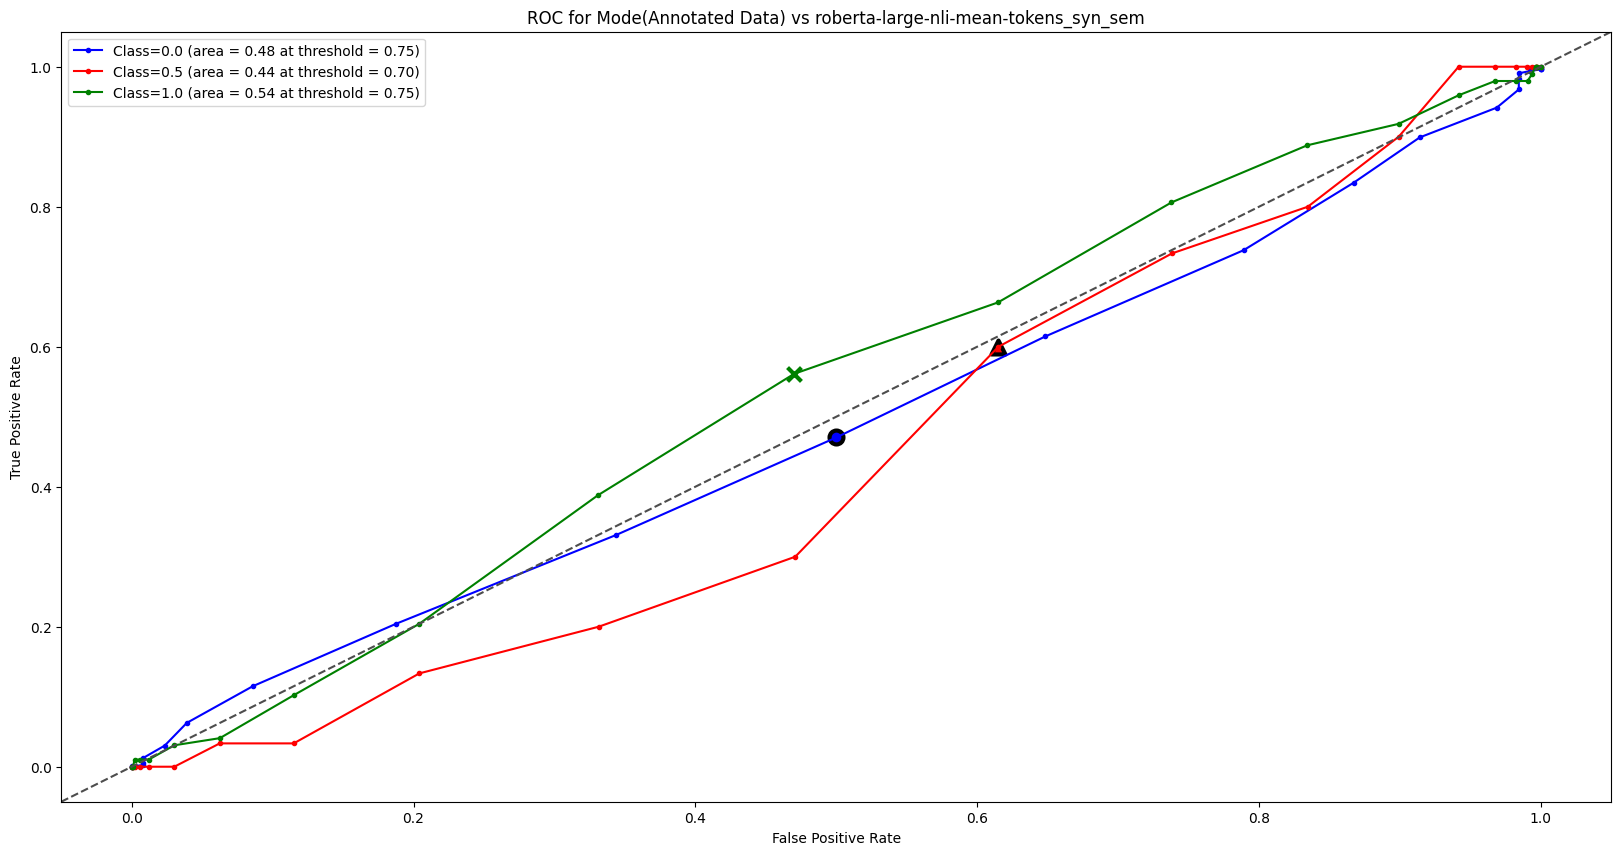 ROC for Mode(Annotated Data) vs roberta-large-nli-mean-tokens_syn_sem
Class=0.0 (area = 0.48 at threshold = 0.75)
Class=0.5 (area = 0.44 at threshold = 0.70)
Class=1.0 (area = 0.54 at threshold = 0.75)
True Positive Rate
1.0
0.8
0.6
0.4
0.2
0.0
0.0 0.2 0.4 0.6 0.8 1.0
False Positive Rate